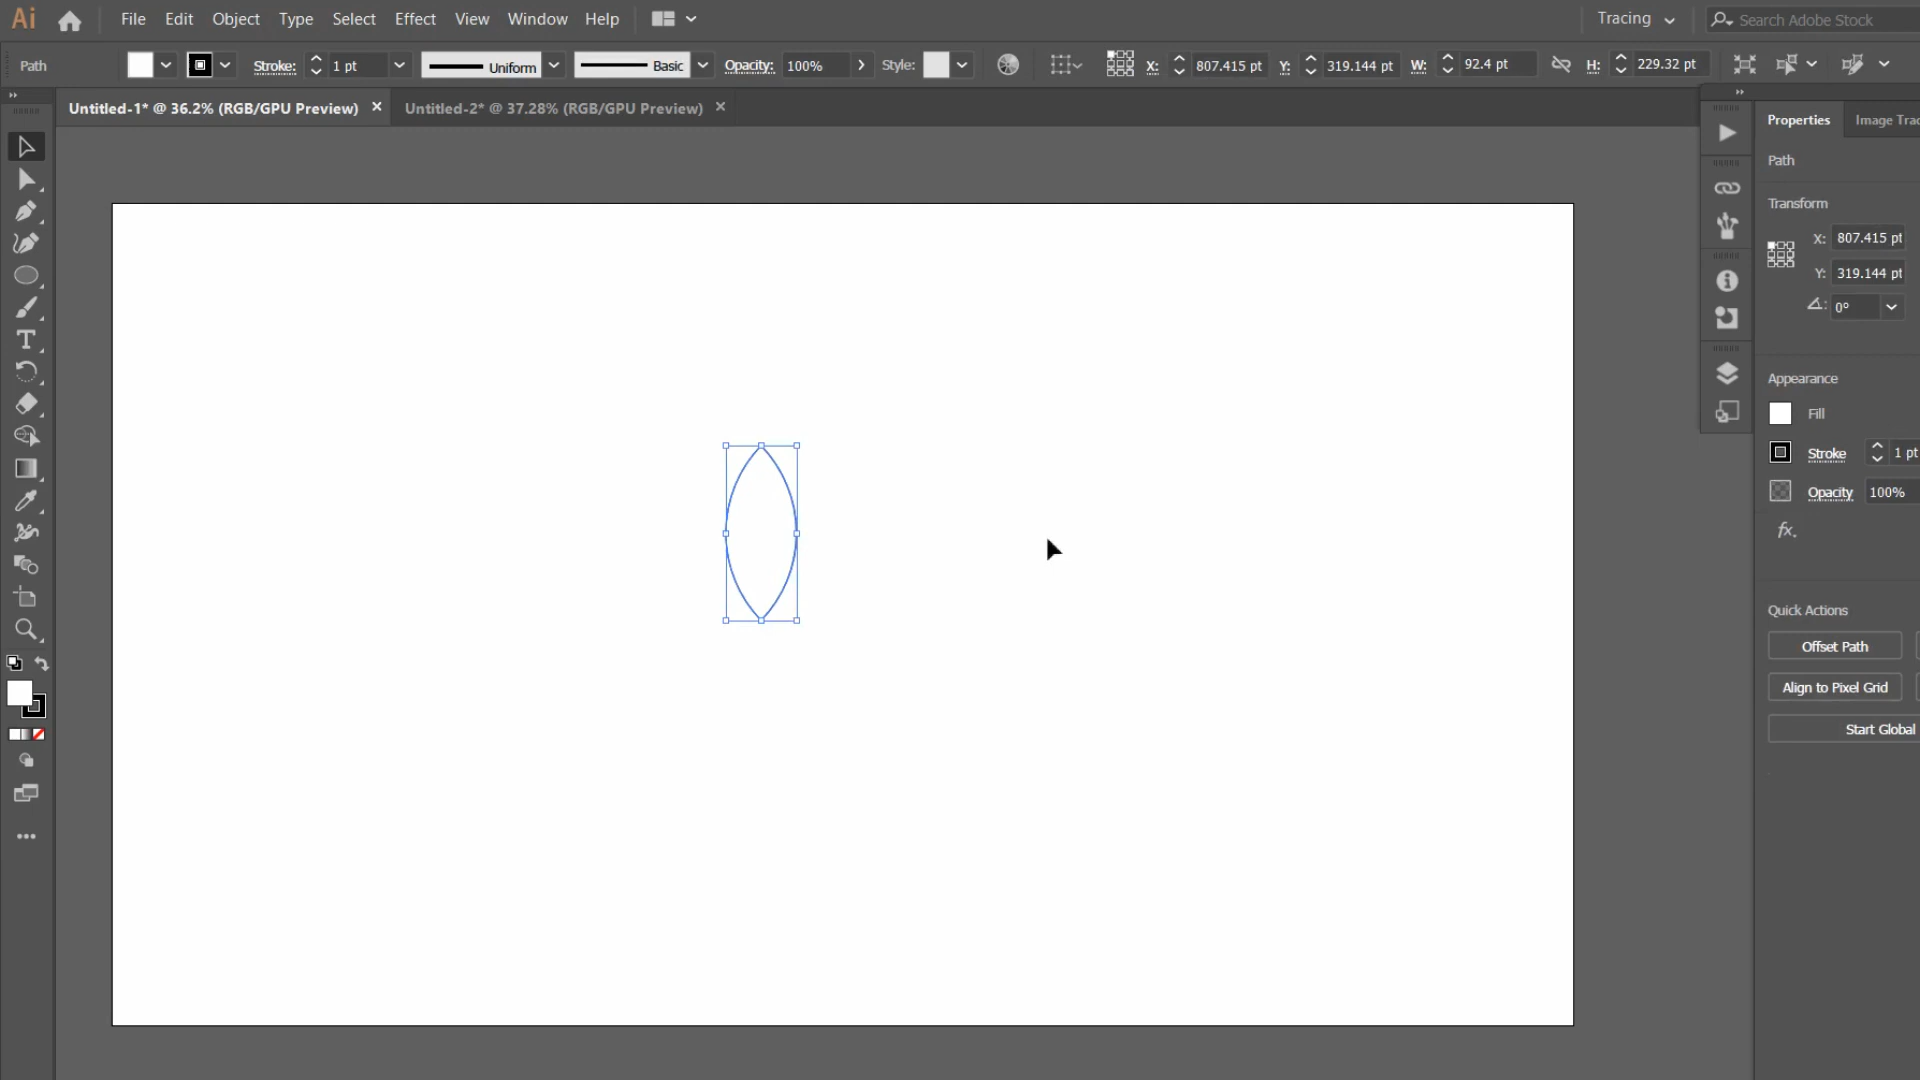 Ai File Edit Object Type Select Effect View Window Help Tracing Search Adobe Stock
Path Stroke: 1 pt Uniform Basic Opacity: 100% Style: X: 807.415 pt Y: 319.144 pt W: 92.4 pt H: 229.32 pt
Untitled-1* @ 36.2% (RGB/GPU Preview) × Untitled-2* @ 37.28% (RGB/GPU Preview) ×
Properties Image Trac
Path
Transform
X: 807.415 pt
Y: 319.144 pt
0°
Appearance
Fill
Stroke 1 pt
Opacity 100%
fx.
Quick Actions
Offset Path
Align to Pixel Grid
Start Global